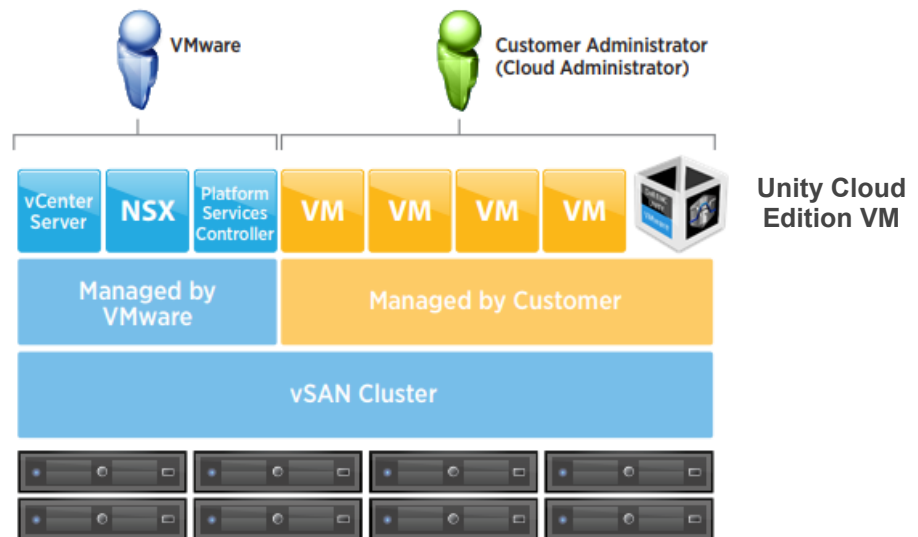 VMware
Customer Administrator
(Cloud Administrator)
vCenter
Server
NSX
Platform
Services
Controller
VM
VM
VM
VM
Unity Cloud
Edition VM
Managed by
VMware
Managed by Customer
vSAN Cluster